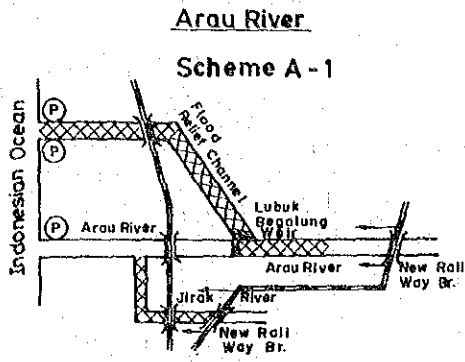 Arau River
Scheme A-1
Indonesian Ocean
P
P
P
Flood
Relief Channel
Lubuk
Begalung
Weir
Arau River
Arau River
New Rail
Way Br.
Jirak River
New Rail
Way Br.